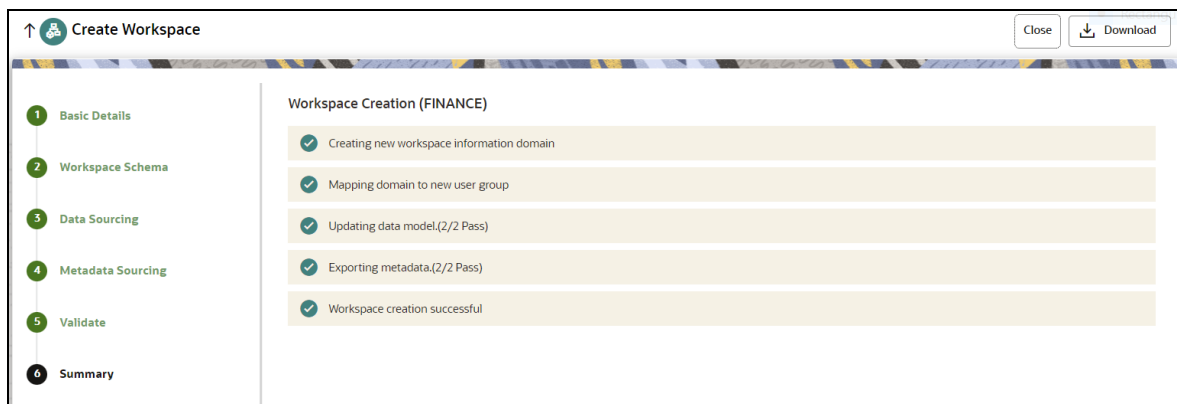 Create Workspace
Close
Download
1 Basic Details
2 Workspace Schema
3 Data Sourcing
4 Metadata Sourcing
5 Validate
6 Summary
Workspace Creation (FINANCE)
Creating new workspace information domain
Mapping domain to new user group
Updating data model.(2/2 Pass)
Exporting metadata.(2/2 Pass)
Workspace creation successful